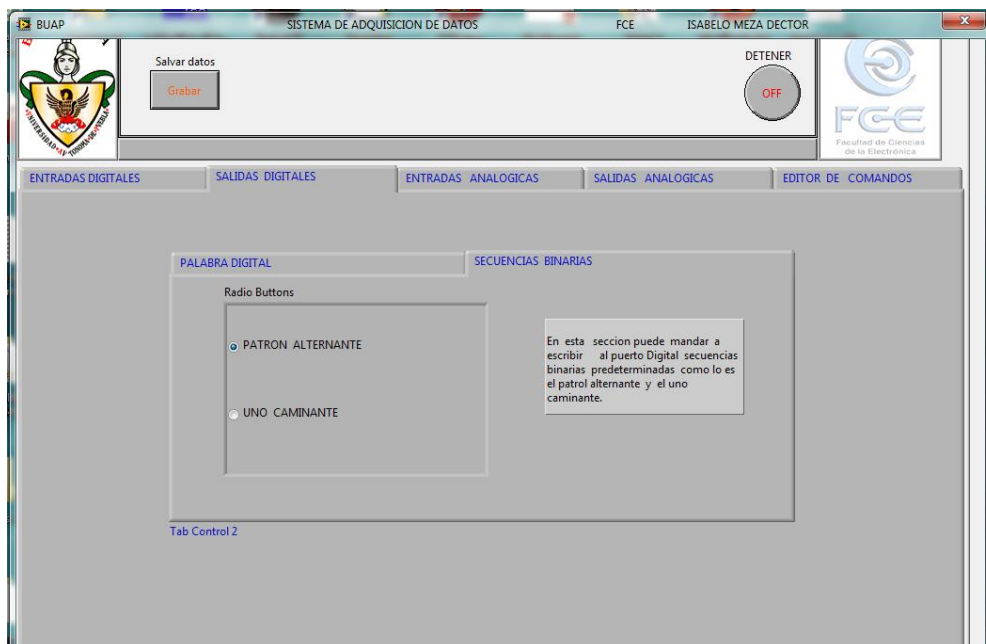 BUAP SISTEMA DE ADQUISICION DE DATOS FCE ISABELO MEZA DECTOR
Salvar datos
Grabar
DETENER
OFF
FCE
Facultad de Ciencias
de la Electrónica
ENTRADAS DIGITALES SALIDAS DIGITALES ENTRADAS ANALOGICAS SALIDAS ANALOGICAS EDITOR DE COMANDOS
PALABRA DIGITAL SECUENCIAS BINARIAS
Radio Buttons
PATRON ALTERNANTE
UNO CAMINANTE
En esta seccion puede mandar a
escribir al puerto Digital secuencias
binarias predeterminadas como lo es
el patrol alternante y el uno
caminante.
Tab Control 2